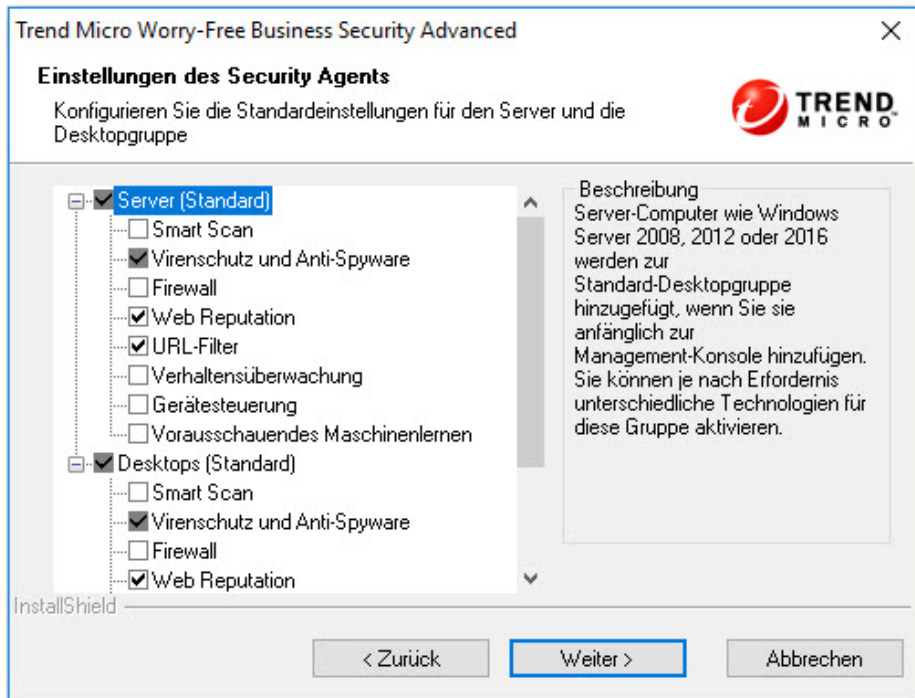 Trend Micro Worry-Free Business Security Advanced
Einstellungen des Security Agents
Konfigurieren Sie die Standardeinstellungen für den Server und die
Desktopgruppe
TREND
MICRO™
Server (Standard)
Smart Scan
Virenschutz und Anti-Spyware
Firewall
Web Reputation
URL-Filter
Verhaltensüberwachung
Gerätesteuerung
Vorausschauendes Maschinenlernen
Desktops (Standard)
Smart Scan
Virenschutz und Anti-Spyware
Firewall
Web Reputation
Beschreibung
Server-Computer wie Windows
Server 2008, 2012 oder 2016
werden zur
Standard-Desktopgruppe
hinzugefügt, wenn Sie sie
anfänglich zur
Management-Konsole hinzufügen.
Sie können je nach Erfordernis
unterschiedliche Technologien für
diese Gruppe aktivieren.
InstallShield
< Zurück
Weiter >
Abbrechen